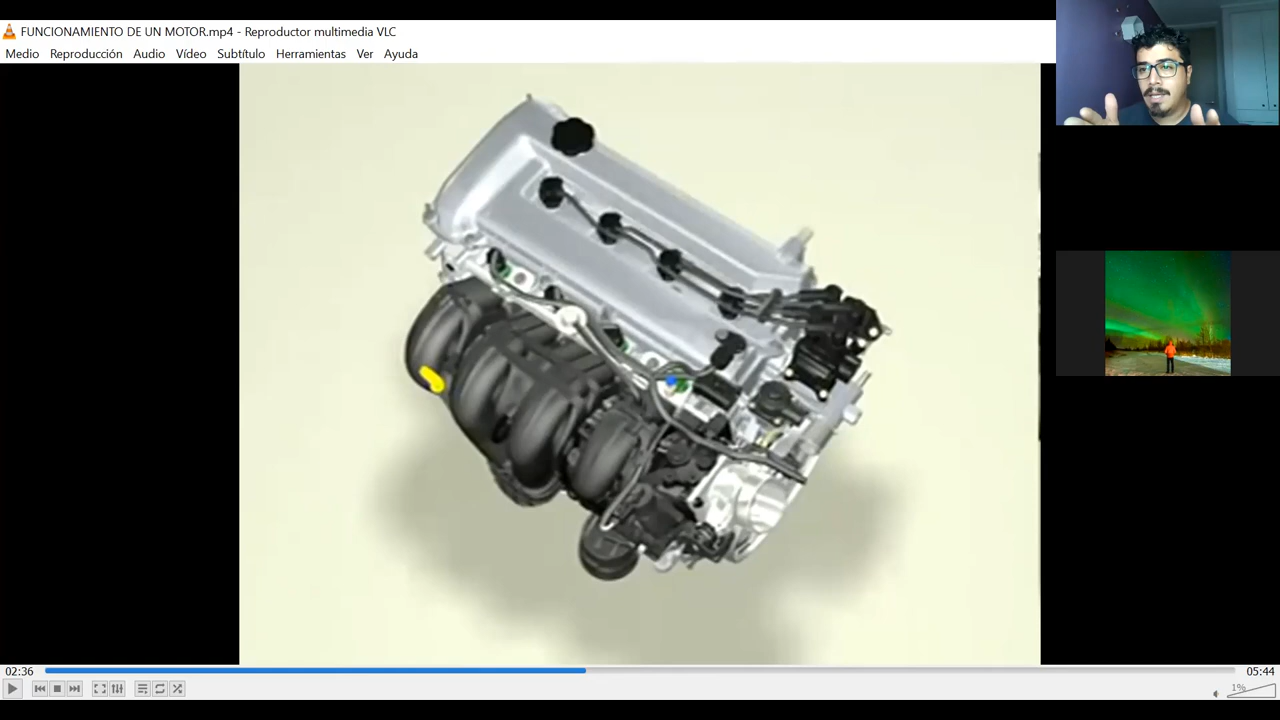 FUNCIONAMIENTO DE UN MOTOR.mp4 - Reproductor multimedia VLC
Medio Reproducción Audio Vídeo Subtítulo Herramientas Ver Ayuda
02:36 05:44
1%